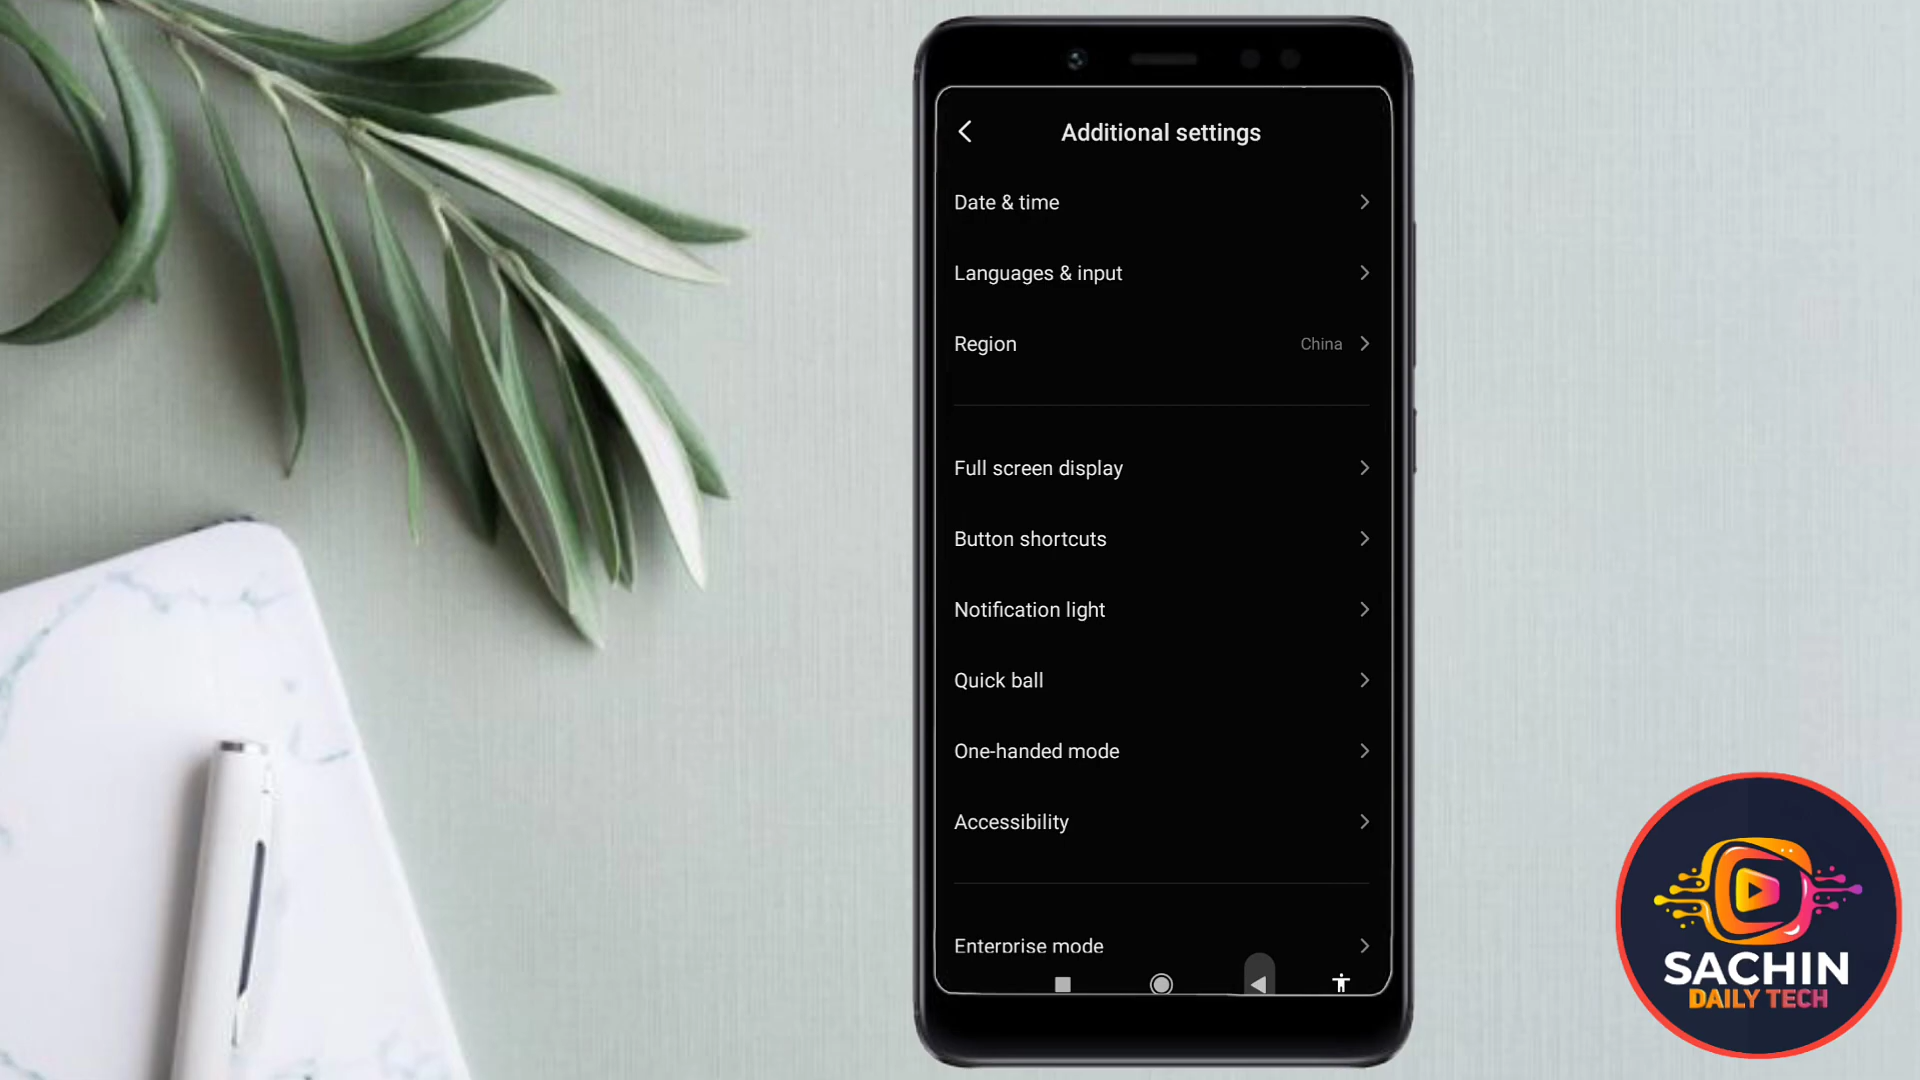 Additional settings
Date & time
Languages & input
Region China
Full screen display
Button shortcuts
Notification light
Quick ball
One-handed mode
Accessibility
Enterprise mode
SACHIN
DAILY TECH